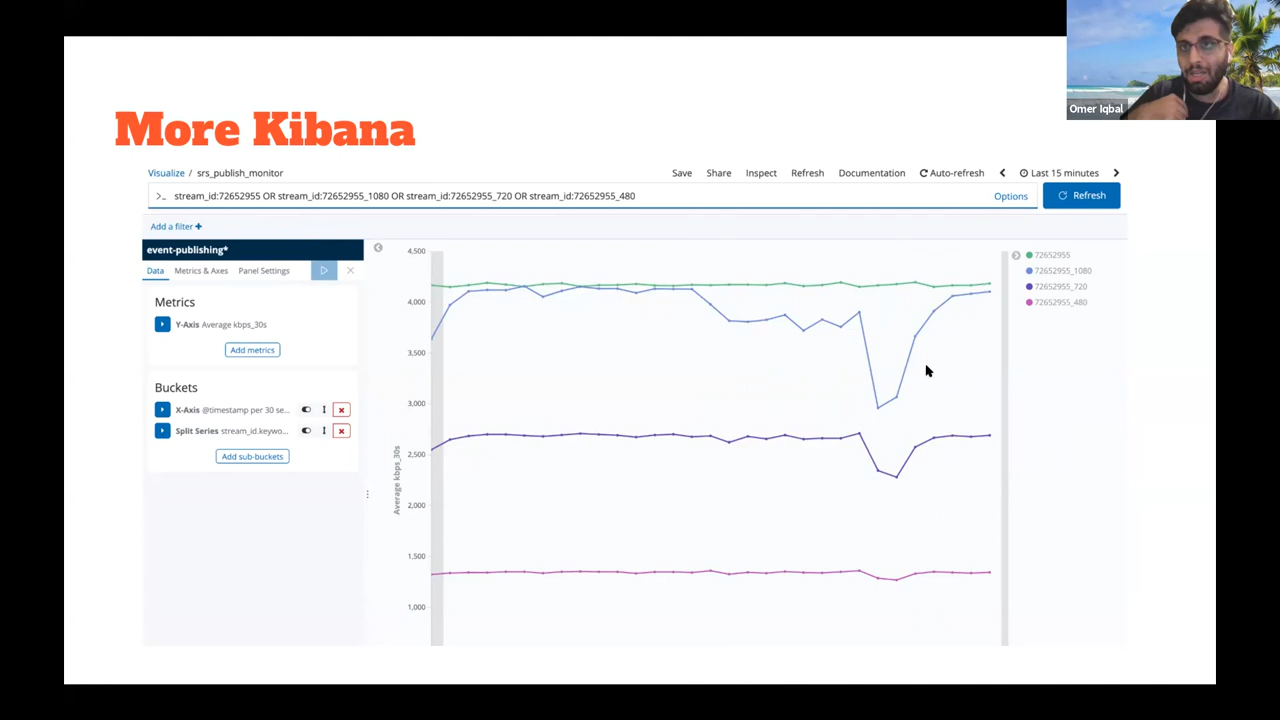 Omer Iqbal
More Kibana
Visualize / srs_publish_monitor
Save Share Inspect Refresh Documentation Auto-refresh Last 15 minutes
>_ stream_id:72652955 OR stream_id:72652955_1080 OR stream_id:72652955_720 OR stream_id:72652955_480
Options
Refresh
Add a filter +
event-publishing*
Data Metrics & Axes Panel Settings
Metrics
Y-Axis Average kbps_30s
Add metrics
Buckets
X-Axis @timestamp per 30 se...
Split Series stream_id.keywo...
Add sub-buckets
Average kbps_30s
4,500
4,000
3,500
3,000
2,500
2,000
1,500
1,000
72652955
72652955_1080
72652955_720
72652955_480